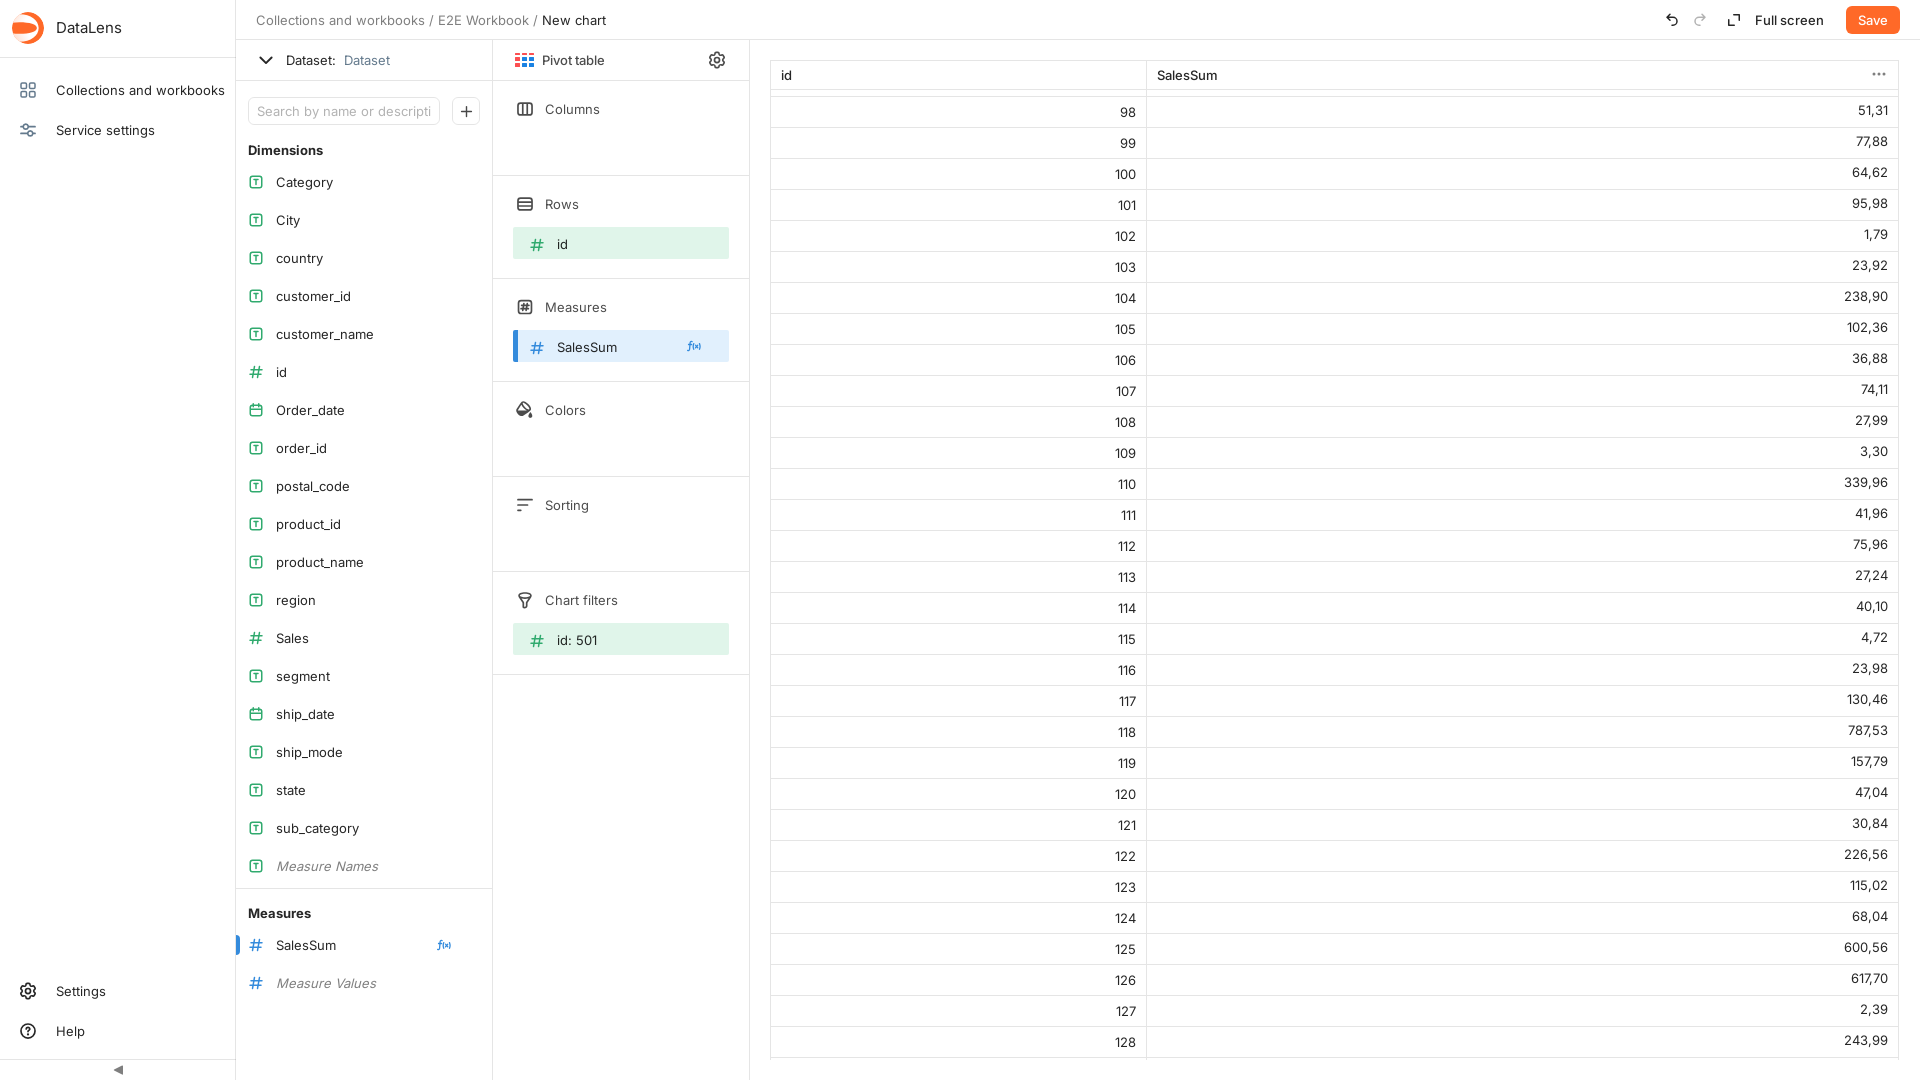 DataLens
Collections and workbooks
Service settings
Settings
Help
Collections and workbooks / E2E Workbook / New chart
Full screen
Save
Dataset: Dataset
Search by name or descripti
Dimensions
Category
City
country
customer_id
customer_name
id
Order_date
order_id
postal_code
product_id
product_name
region
Sales
segment
ship_date
ship_mode
state
sub_category
Measure Names
Measures
SalesSum
Measure Values
Pivot table
Columns
Rows
id
Measures
SalesSum
Colors
Sorting
Chart filters
id: 501
id SalesSum
98 51,31
99 77,88
100 64,62
101 95,98
102 1,79
103 23,92
104 238,90
105 102,36
106 36,88
107 74,11
108 27,99
109 3,30
110 339,96
111 41,96
112 75,96
113 27,24
114 40,10
115 4,72
116 23,98
117 130,46
118 787,53
119 157,79
120 47,04
121 30,84
122 226,56
123 115,02
124 68,04
125 600,56
126 617,70
127 2,39
128 243,99